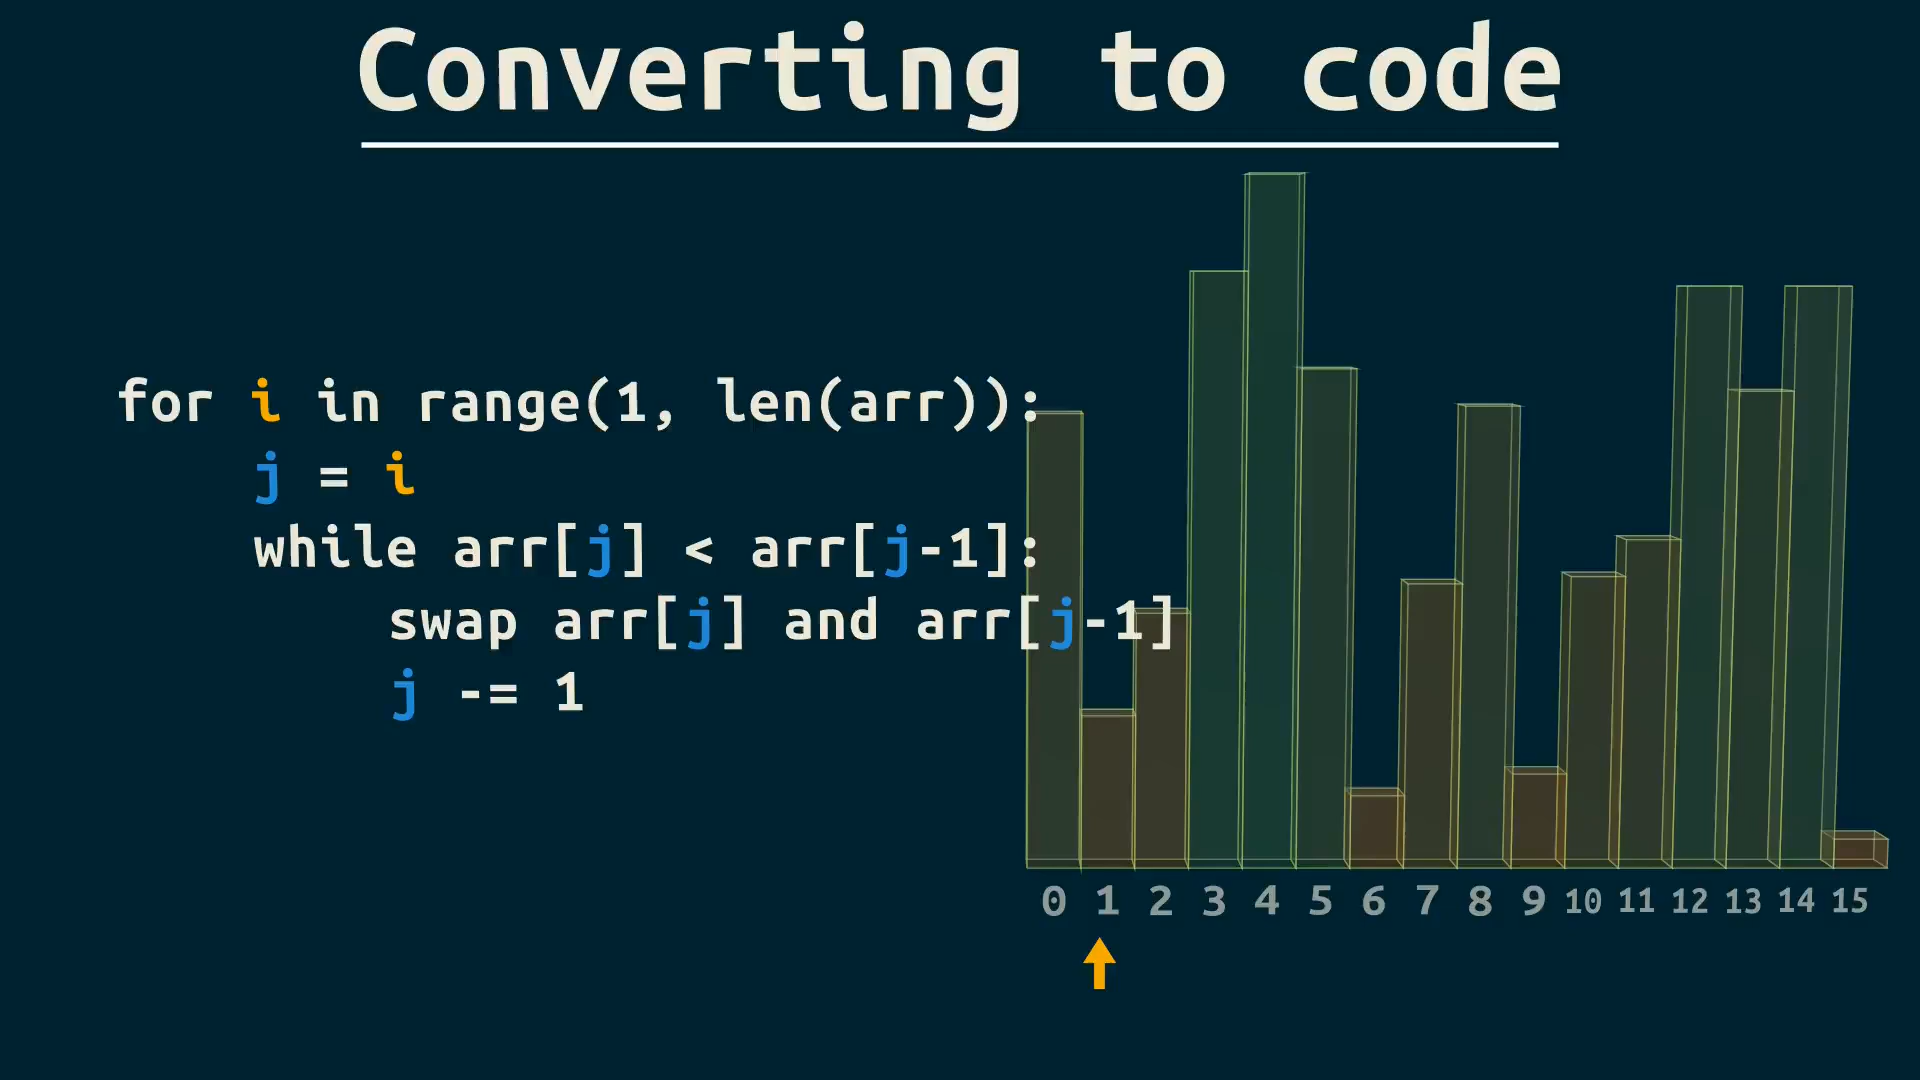 Converting to code
for i in range(1, len(arr)):
    j = i
    while arr[j] < arr[j-1]:
        swap arr[j] and arr[j-1]
        j -= 1
0 1 2 3 4 5 6 7 8 9 10 11 12 13 14 15